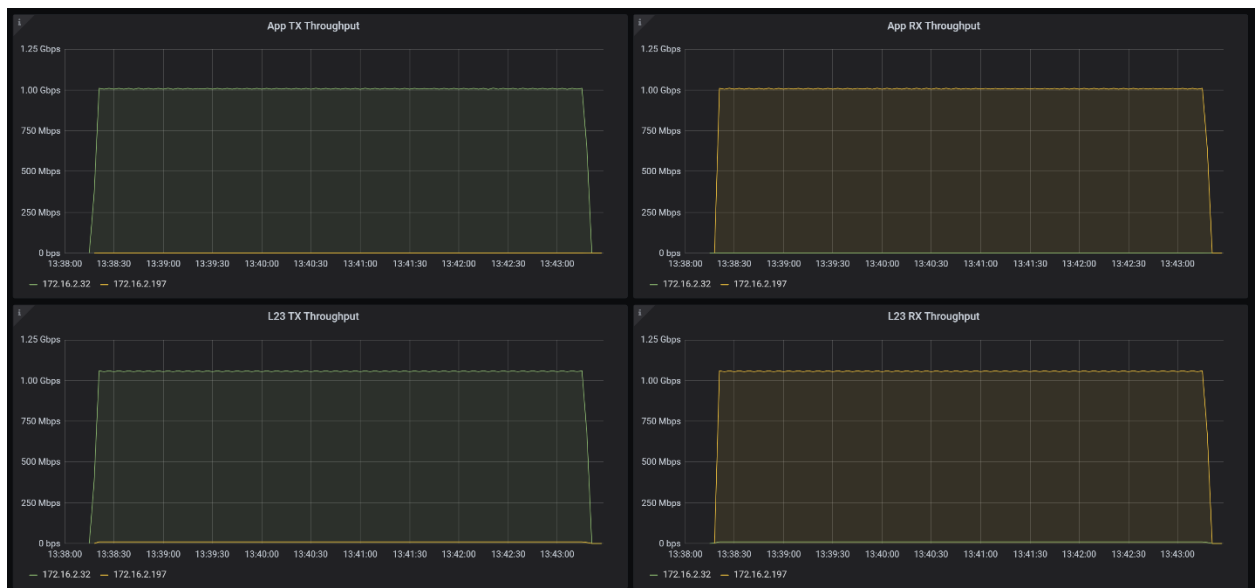 i
App TX Throughput
1.25 Gbps
1.00 Gbps
750 Mbps
500 Mbps
250 Mbps
0 bps
13:38:00 13:38:30 13:39:00 13:39:30 13:40:00 13:40:30 13:41:00 13:41:30 13:42:00 13:42:30 13:43:00
172.16.2.32 172.16.2.197
i
App RX Throughput
1.25 Gbps
1.00 Gbps
750 Mbps
500 Mbps
250 Mbps
0 bps
13:38:00 13:38:30 13:39:00 13:39:30 13:40:00 13:40:30 13:41:00 13:41:30 13:42:00 13:42:30 13:43:00
172.16.2.32 172.16.2.197
i
L23 TX Throughput
1.25 Gbps
1.00 Gbps
750 Mbps
500 Mbps
250 Mbps
0 bps
13:38:00 13:38:30 13:39:00 13:39:30 13:40:00 13:40:30 13:41:00 13:41:30 13:42:00 13:42:30 13:43:00
172.16.2.32 172.16.2.197
i
L23 RX Throughput
1.25 Gbps
1.00 Gbps
750 Mbps
500 Mbps
250 Mbps
0 bps
13:38:00 13:38:30 13:39:00 13:39:30 13:40:00 13:40:30 13:41:00 13:41:30 13:42:00 13:42:30 13:43:00
172.16.2.32 172.16.2.197